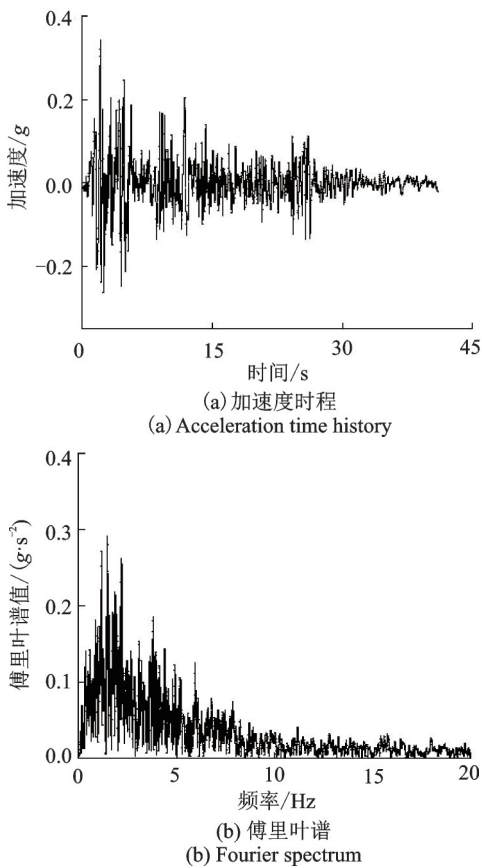 0.4
0.2
0.0
−0.2
加速度/g
0 15 30 45
时间/s
(a)加速度时程
(a) Acceleration time history
0.4
0.3
0.2
0.1
0.0
傅里叶谱值/(g·s⁻²)
0 5 10 15 20
频率/Hz
(b) 傅里叶谱
(b) Fourier spectrum